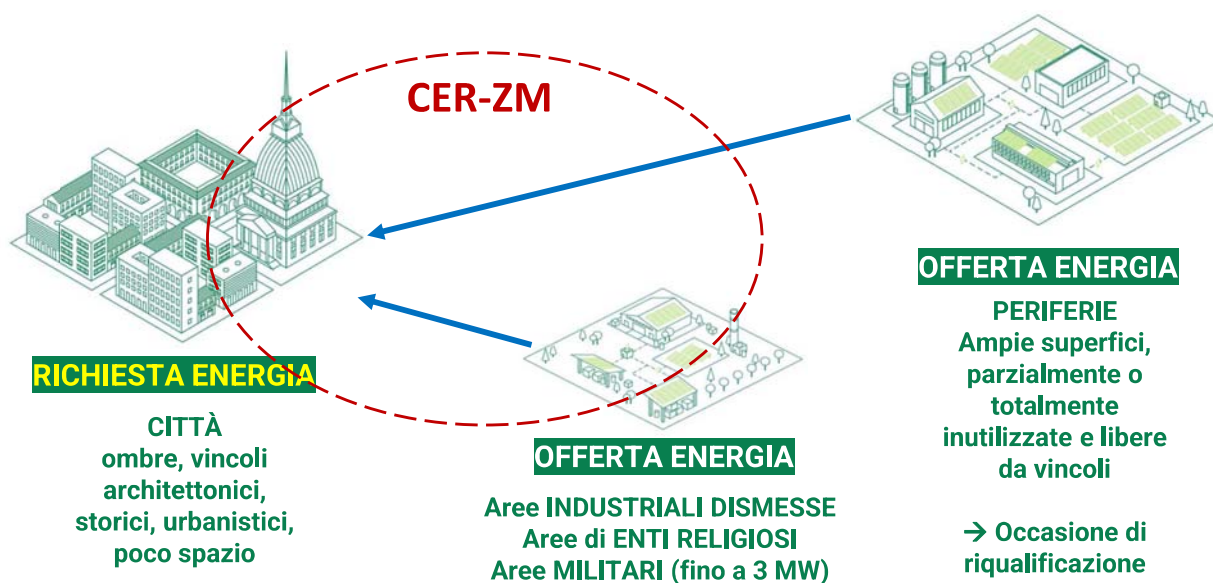 CER-ZM
RICHIESTA ENERGIA
CITTÀ
ombre, vincoli
architettonici,
storici, urbanistici,
poco spazio
OFFERTA ENERGIA
Aree INDUSTRIALI DISMESSE
Aree di ENTI RELIGIOSI
Aree MILITARI (fino a 3 MW)
OFFERTA ENERGIA
PERIFERIE
Ampie superfici,
parzialmente o
totalmente
inutilizzate e libere
da vincoli
→ Occasione di
riqualificazione